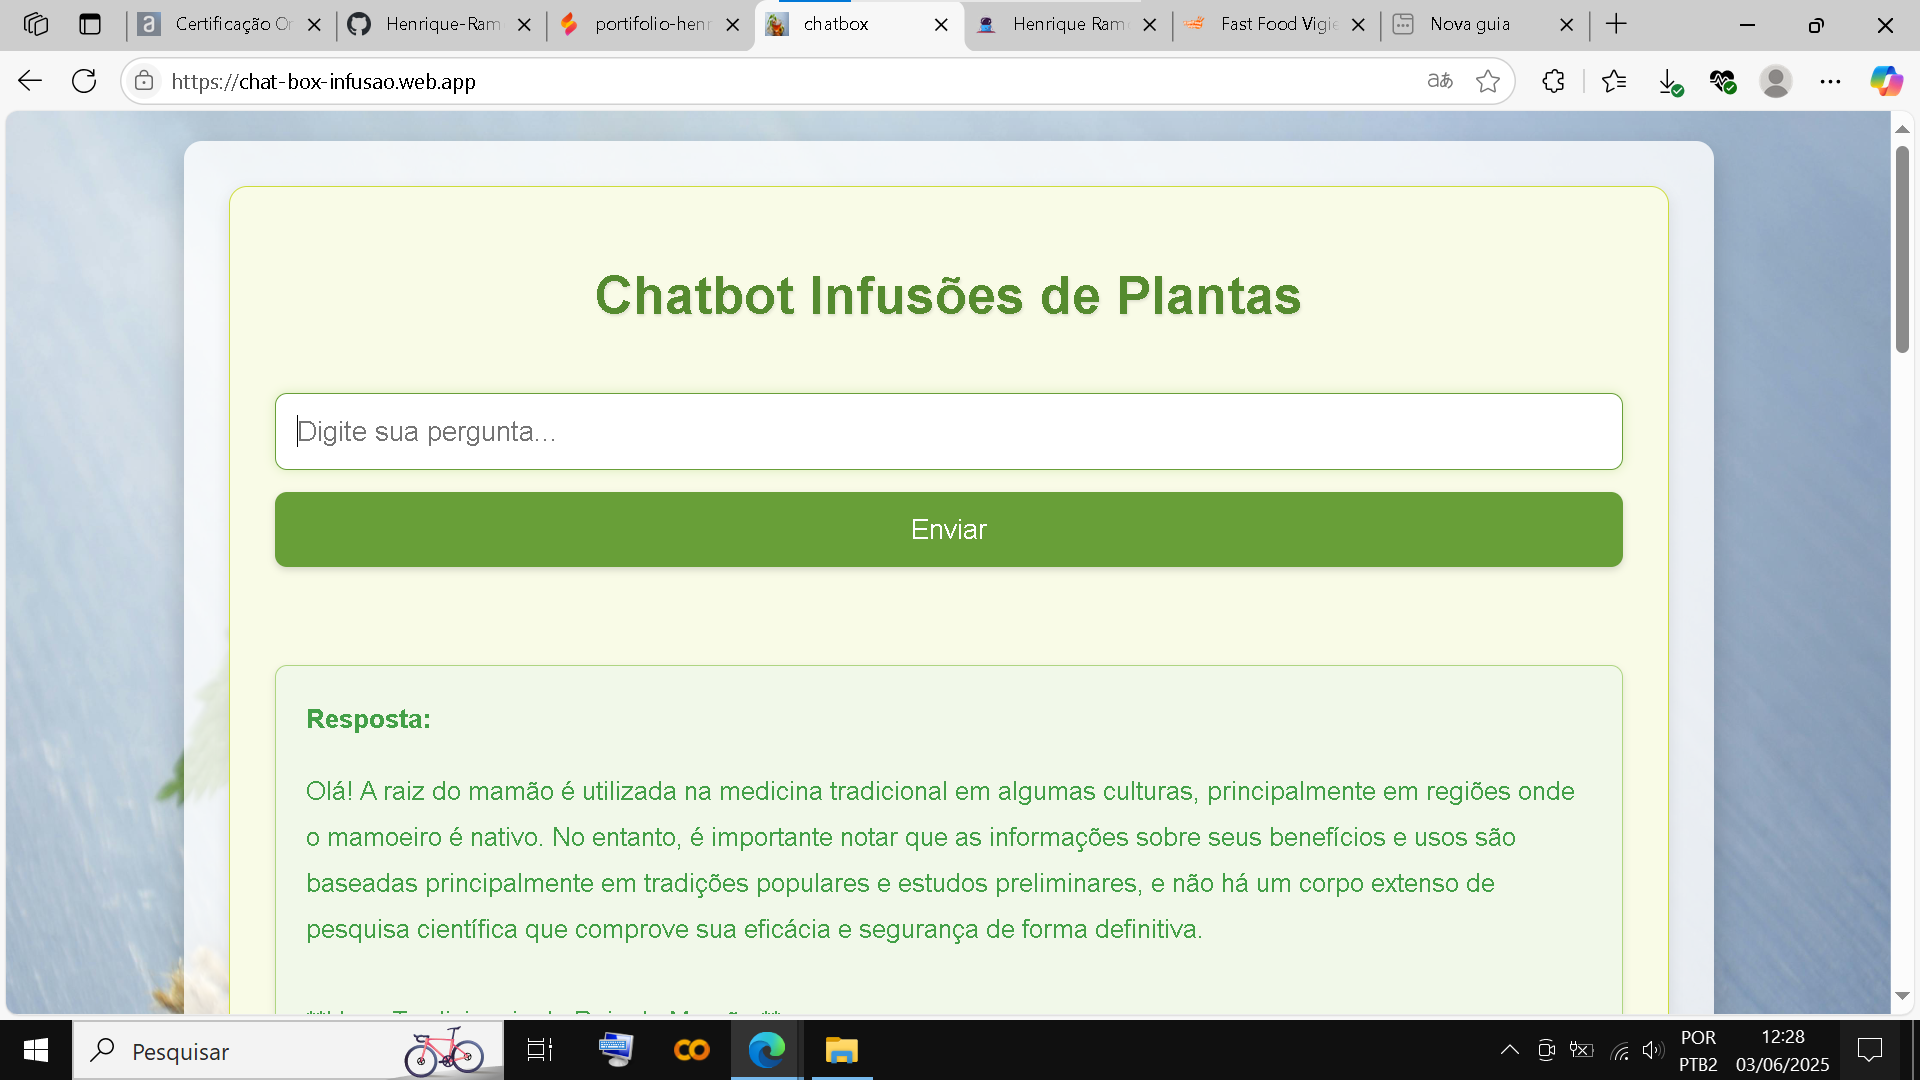 Certificação Or
Henrique-Ram
portifolio-henr
chatbox
Henrique Ram
Fast Food Vigie
Nova guia
https://chat-box-infusao.web.app
Chatbot Infusões de Plantas
Digite sua pergunta...
Enviar
Resposta:
Olá! A raiz do mamão é utilizada na medicina tradicional em algumas culturas, principalmente em regiões onde
o mamoeiro é nativo. No entanto, é importante notar que as informações sobre seus benefícios e usos são
baseadas principalmente em tradições populares e estudos preliminares, e não há um corpo extenso de
pesquisa científica que comprove sua eficácia e segurança de forma definitiva.
Pesquisar
POR
PTB2
12:28
03/06/2025